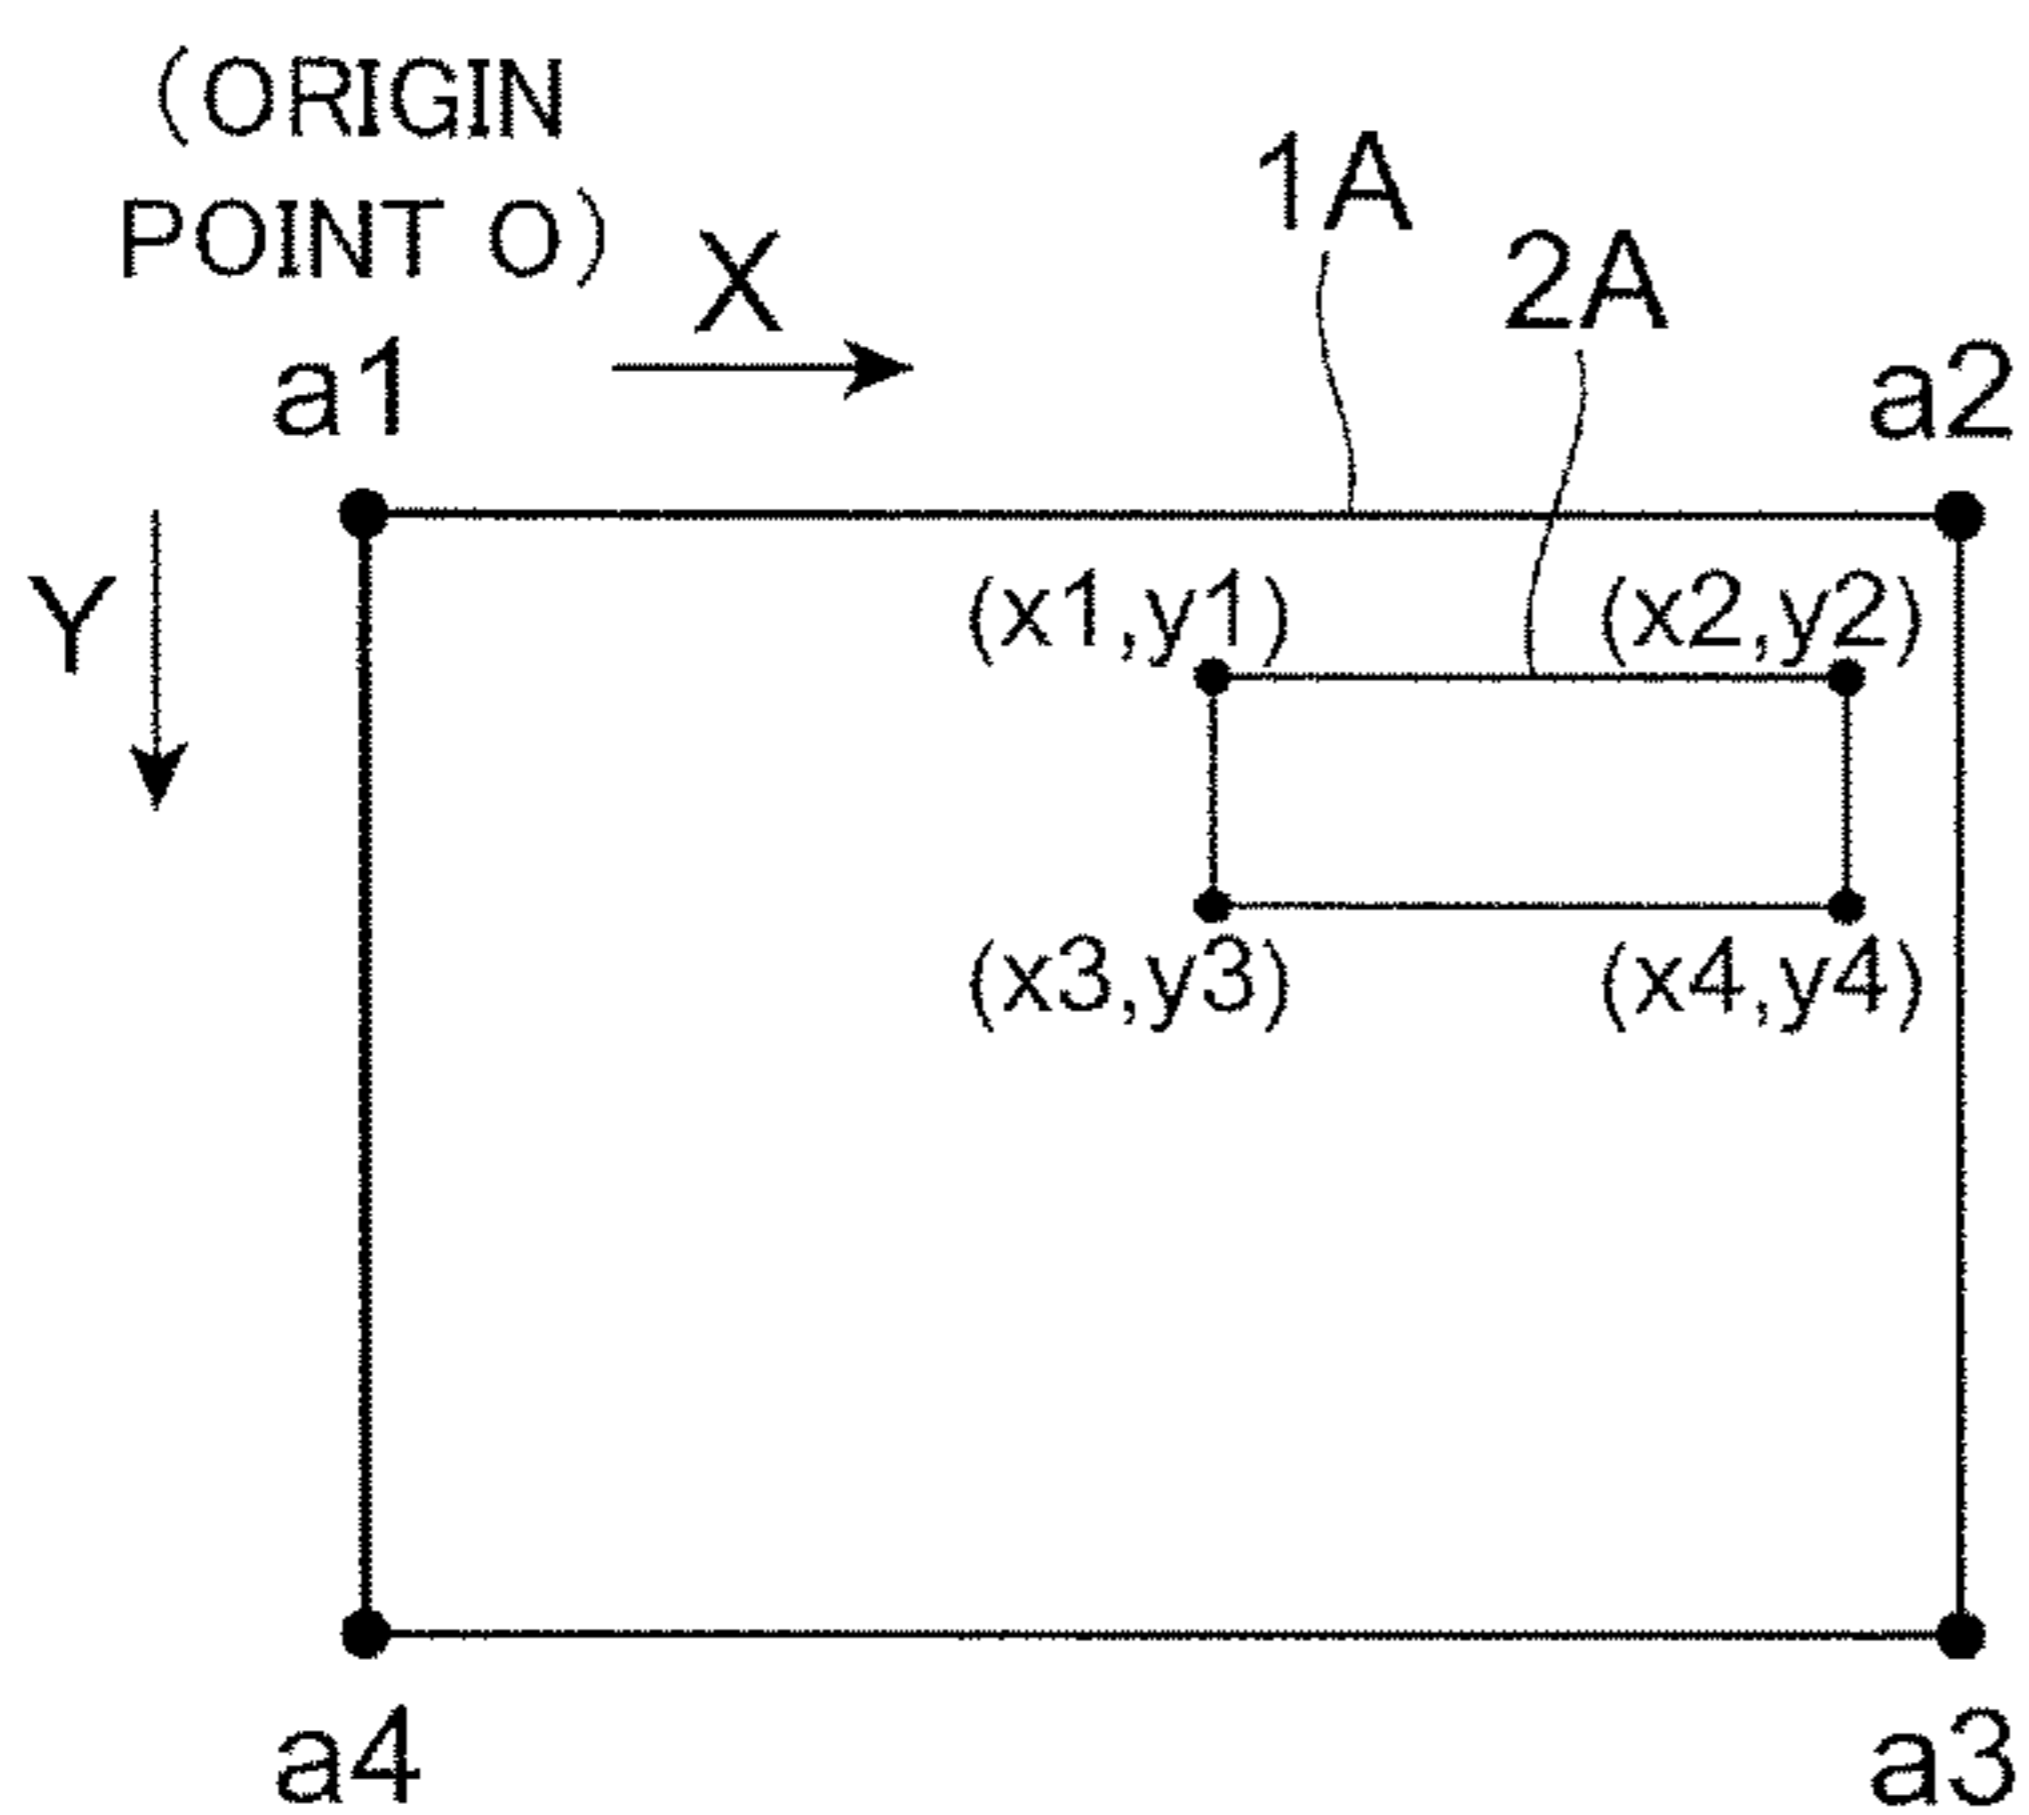 (ORIGIN
POINT O)
X
1A
2A
a1
a2
Y
(x1,y1)
(x2,y2)
(x3,y3)
(x4,y4)
a4
a3